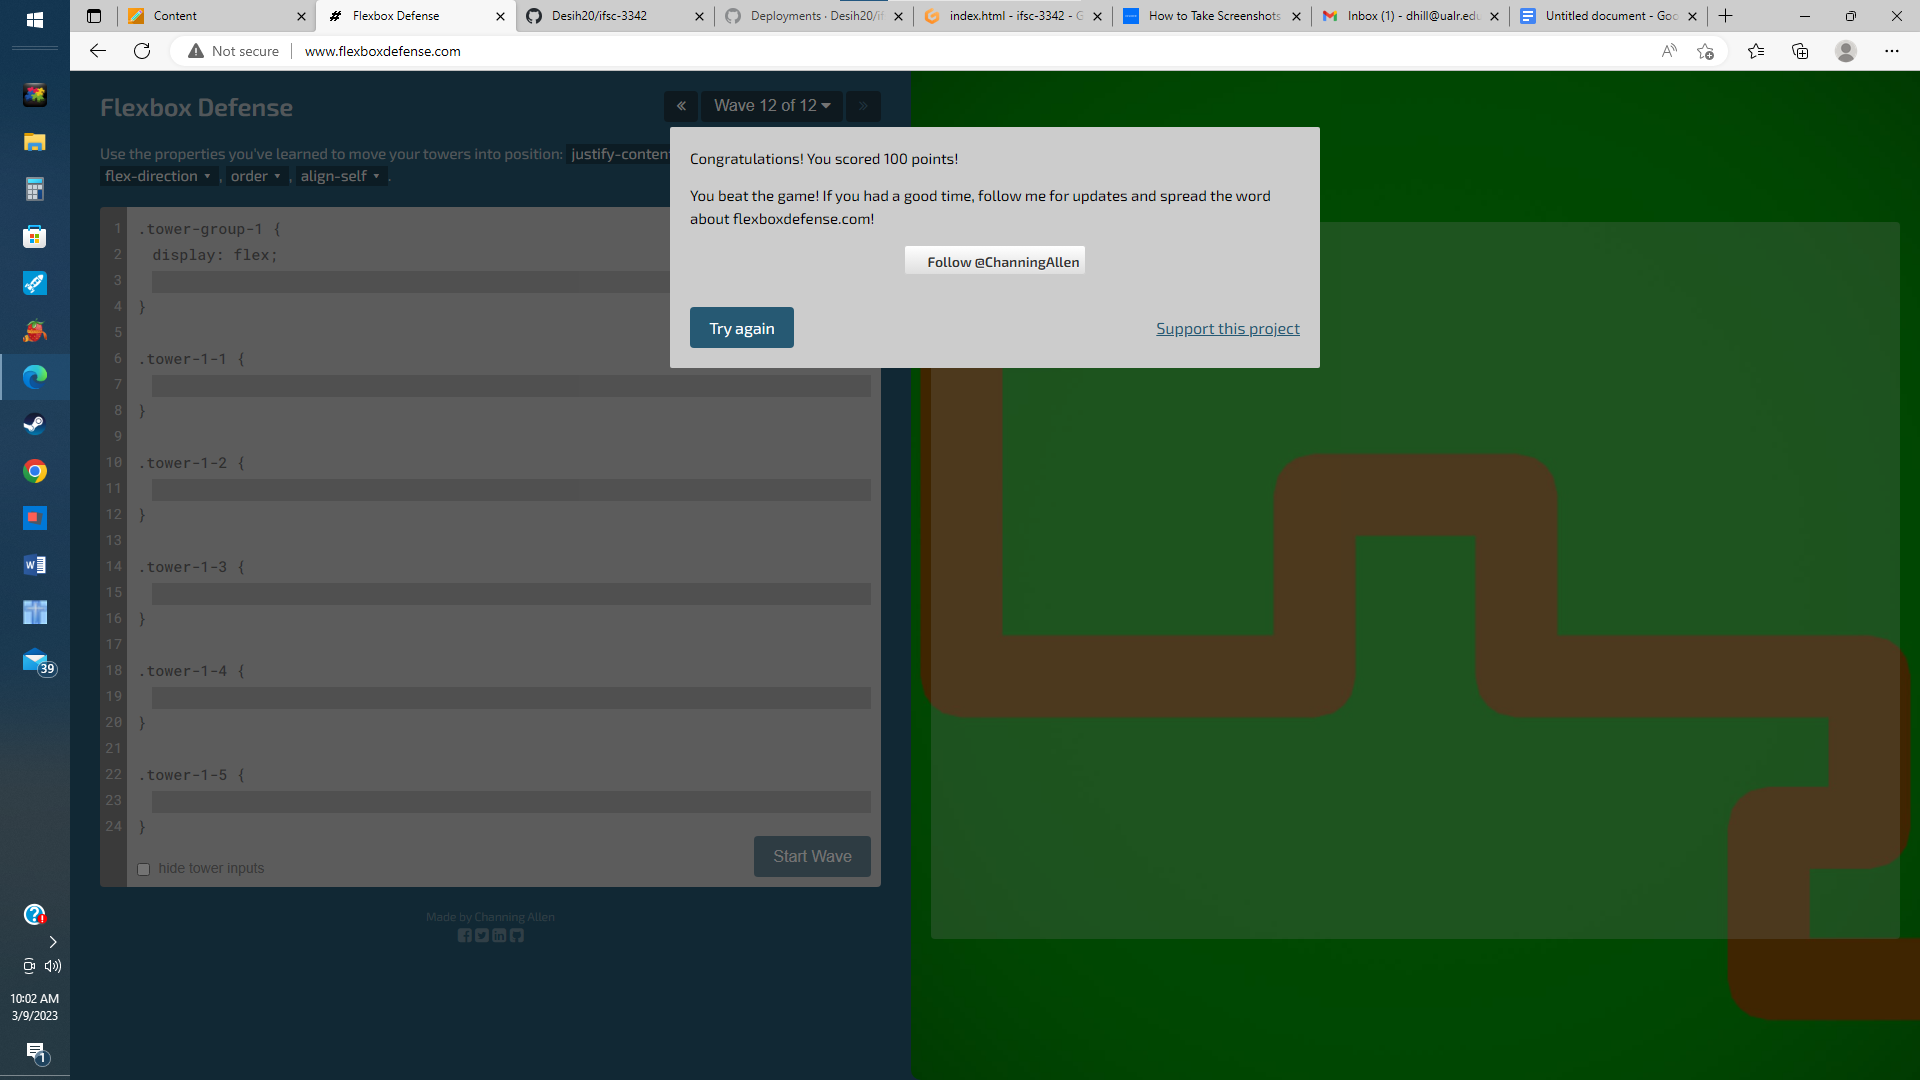 Content
Flexbox Defense
Desih20/ifsc-3342
Deployments · Desih20/if
index.html - ifsc-3342 - G
How to Take Screenshots
Inbox (1) - dhill@ualr.edu
Untitled document - Goo
Not secure
www.flexboxdefense.com
Flexbox Defense
« Wave 12 of 12 »
Use the properties you've learned to move your towers into position: justify-content
flex-direction , order , align-self .
Congratulations! You scored 100 points!
You beat the game! If you had a good time, follow me for updates and spread the word
about flexboxdefense.com!
Follow @ChanningAllen
Try again
Support this project
1 .tower-group-1 {
2 display: flex;
3
4 }
5
6 .tower-1-1 {
7
8 }
9
10 .tower-1-2 {
11
12 }
13
14 .tower-1-3 {
15
16 }
17
18 .tower-1-4 {
19
20 }
21
22 .tower-1-5 {
23
24 }
hide tower inputs
Start Wave
Made by Channing Allen
39
10:02 AM
3/9/2023
1